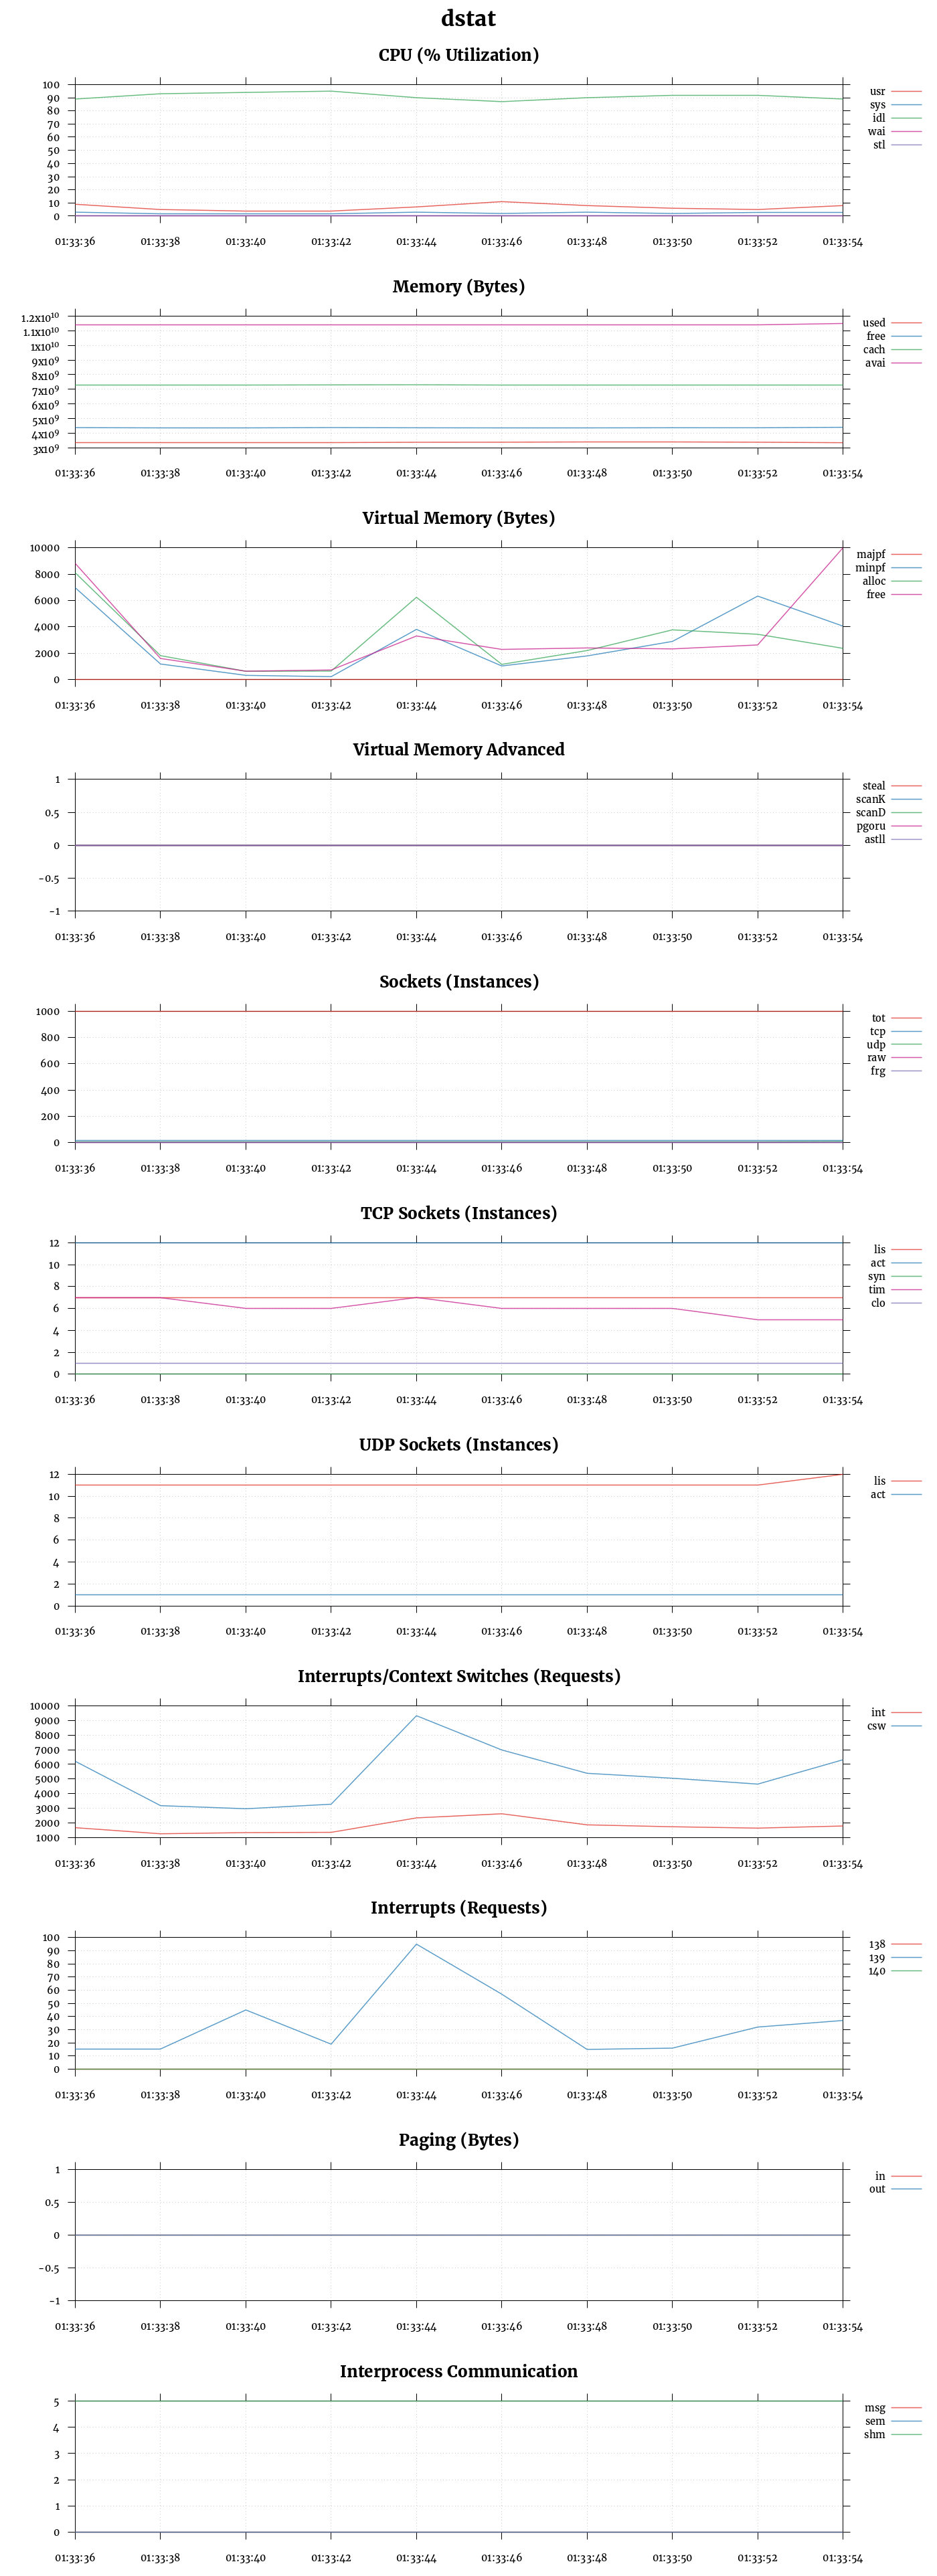 dstat
CPU (% Utilization)
100
90
80
70
60
50
40
30
20
10
0
usr
sys
idl
wai
stl
01:33:36 01:33:38 01:33:40 01:33:42 01:33:44 01:33:46 01:33:48 01:33:50 01:33:52 01:33:54
Memory (Bytes)
1.2x10¹⁰
1.1x10¹⁰
1x10¹⁰
9x10⁹
8x10⁹
7x10⁹
6x10⁹
5x10⁹
4x10⁹
3x10⁹
used
free
cach
avai
01:33:36 01:33:38 01:33:40 01:33:42 01:33:44 01:33:46 01:33:48 01:33:50 01:33:52 01:33:54
Virtual Memory (Bytes)
10000
8000
6000
4000
2000
0
majpf
minpf
alloc
free
01:33:36 01:33:38 01:33:40 01:33:42 01:33:44 01:33:46 01:33:48 01:33:50 01:33:52 01:33:54
Virtual Memory Advanced
1
0.5
0
-0.5
-1
steal
scanK
scanD
pgoru
astll
01:33:36 01:33:38 01:33:40 01:33:42 01:33:44 01:33:46 01:33:48 01:33:50 01:33:52 01:33:54
Sockets (Instances)
1000
800
600
400
200
0
tot
tcp
udp
raw
frg
01:33:36 01:33:38 01:33:40 01:33:42 01:33:44 01:33:46 01:33:48 01:33:50 01:33:52 01:33:54
TCP Sockets (Instances)
12
10
8
6
4
2
0
lis
act
syn
tim
clo
01:33:36 01:33:38 01:33:40 01:33:42 01:33:44 01:33:46 01:33:48 01:33:50 01:33:52 01:33:54
UDP Sockets (Instances)
12
10
8
6
4
2
0
lis
act
01:33:36 01:33:38 01:33:40 01:33:42 01:33:44 01:33:46 01:33:48 01:33:50 01:33:52 01:33:54
Interrupts/Context Switches (Requests)
10000
9000
8000
7000
6000
5000
4000
3000
2000
1000
int
csw
01:33:36 01:33:38 01:33:40 01:33:42 01:33:44 01:33:46 01:33:48 01:33:50 01:33:52 01:33:54
Interrupts (Requests)
100
90
80
70
60
50
40
30
20
10
0
138
139
140
01:33:36 01:33:38 01:33:40 01:33:42 01:33:44 01:33:46 01:33:48 01:33:50 01:33:52 01:33:54
Paging (Bytes)
1
0.5
0
-0.5
-1
in
out
01:33:36 01:33:38 01:33:40 01:33:42 01:33:44 01:33:46 01:33:48 01:33:50 01:33:52 01:33:54
Interprocess Communication
5
4
3
2
1
0
msg
sem
shm
01:33:36 01:33:38 01:33:40 01:33:42 01:33:44 01:33:46 01:33:48 01:33:50 01:33:52 01:33:54